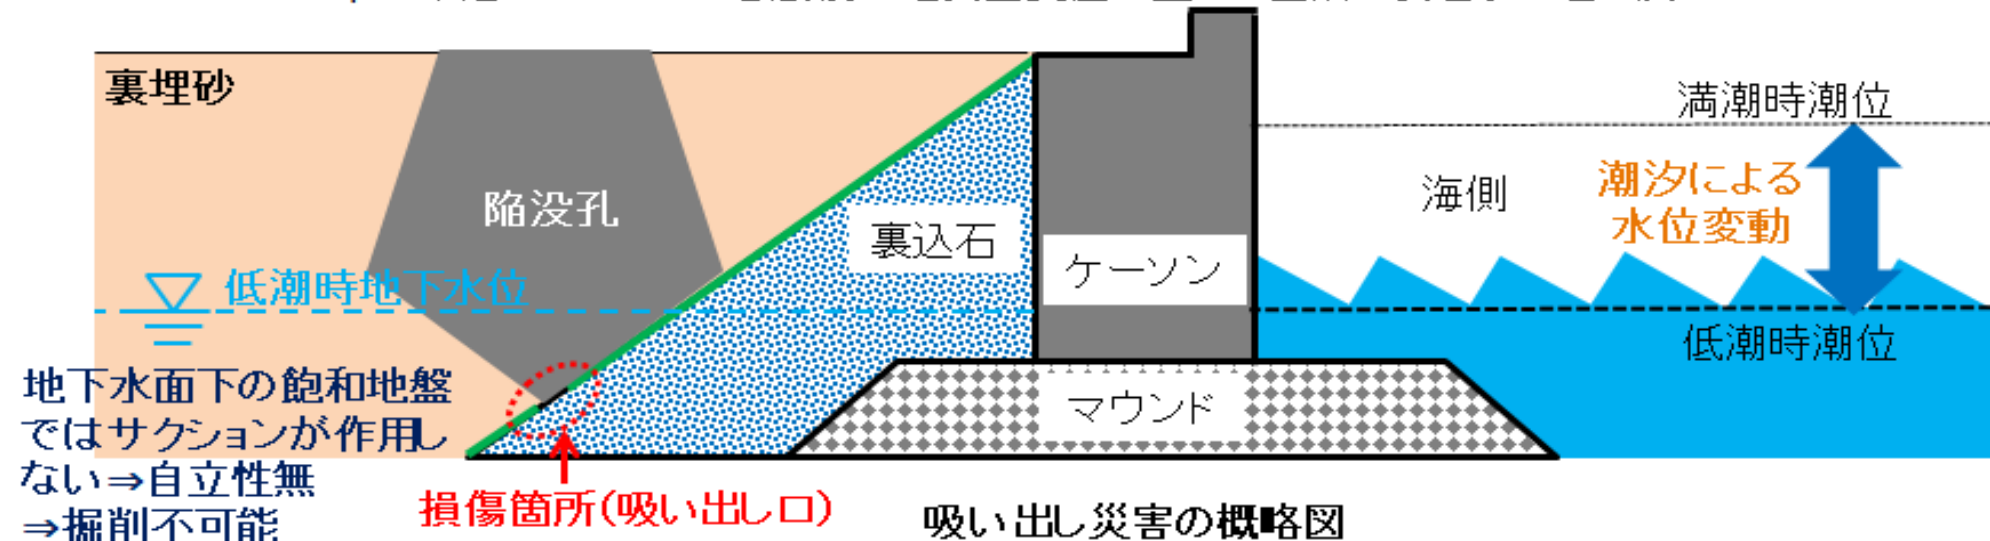 裏埋砂
陥没孔
低潮時地下水位
裏込石
ケーソン
マウンド
満潮時潮位
海側
潮汐による
水位変動
低潮時潮位
地下水面下の飽和地盤
ではサクションが作用し
ない⇒自立性無
⇒掘削不可能
損傷箇所(吸い出し口)
吸い出し災害の概略図